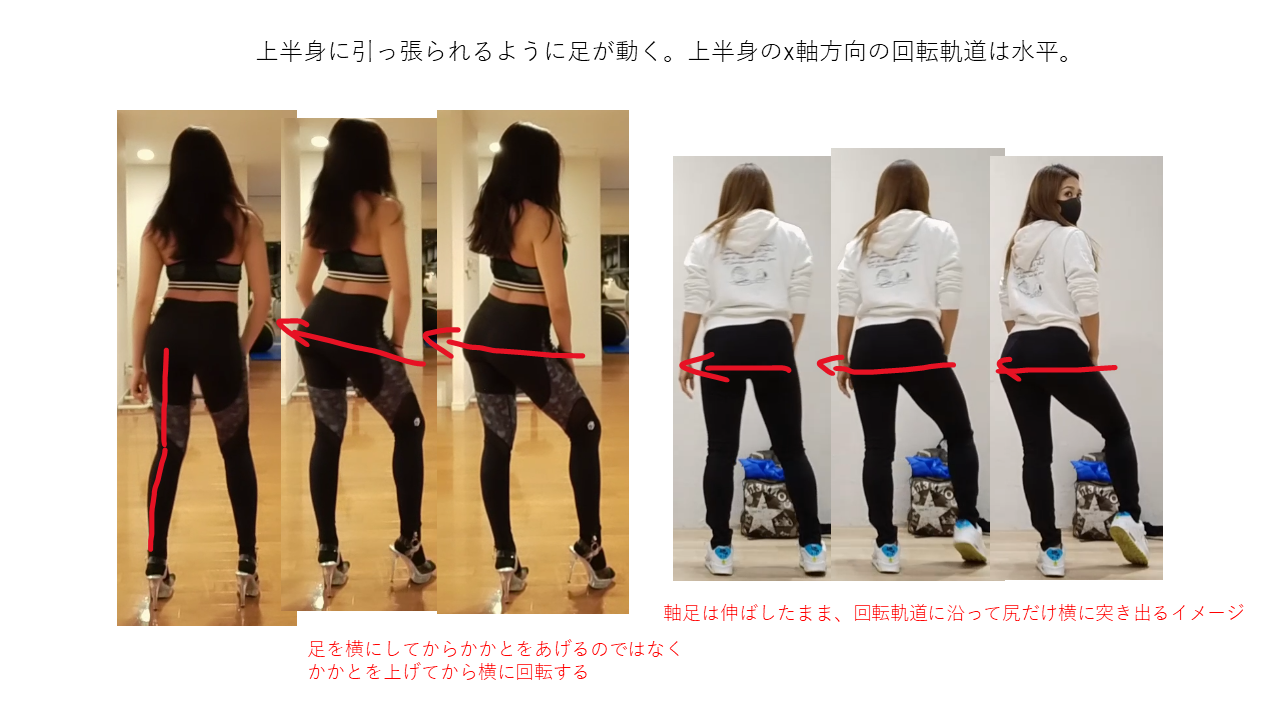 上半身に引っ張られるように足が動く。上半身のx軸方向の回転軌道は水平。
軸足は伸ばしたまま、回転軌道に沿って尻だけ横に突き出るイメージ
足を横にしてからかかとをあげるのではなく
かかとを上げてから横に回転する